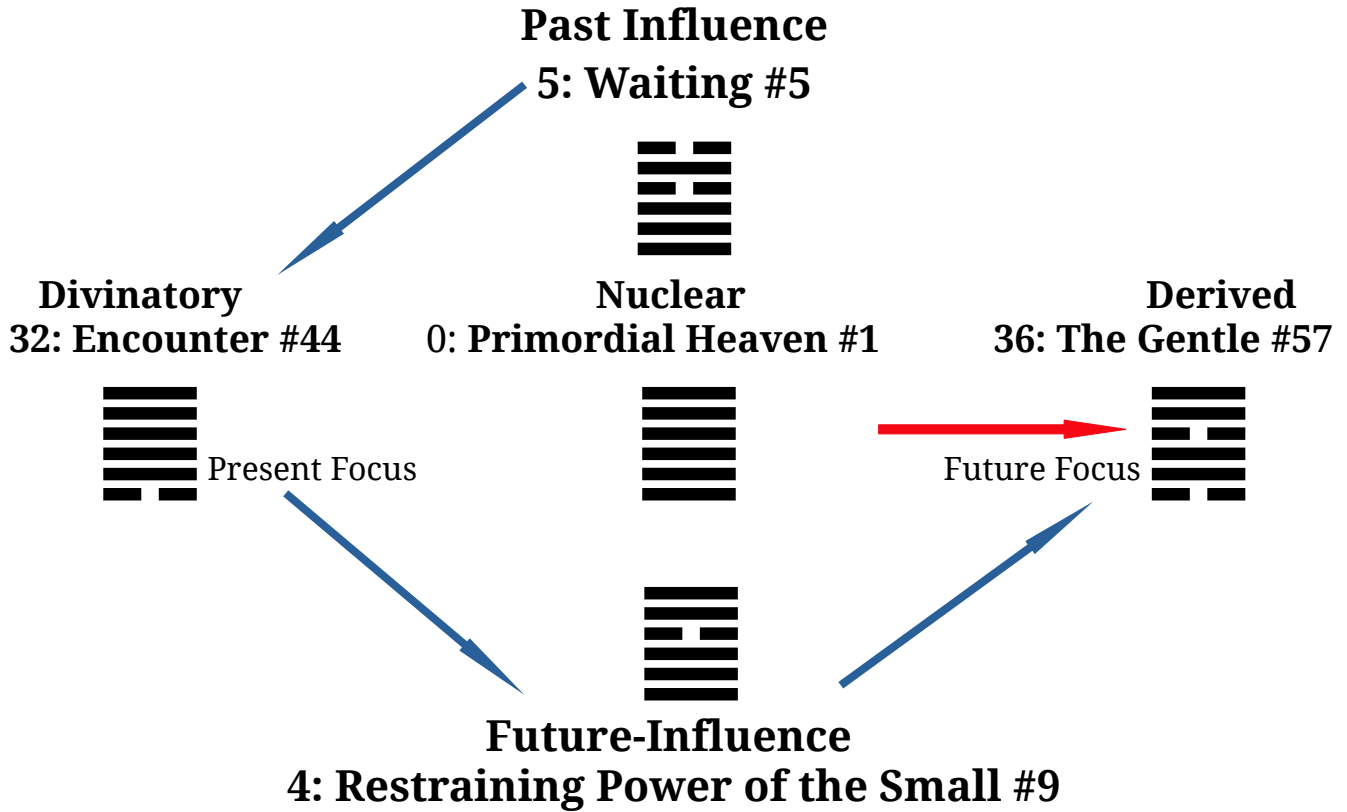 Past Influence
5: Waiting #5
Divinatory
32: Encounter #44
Nuclear
0: Primordial Heaven #1
Derived
36: The Gentle #57
Present Focus
Future Focus
Future-Influence
4: Restraining Power of the Small #9